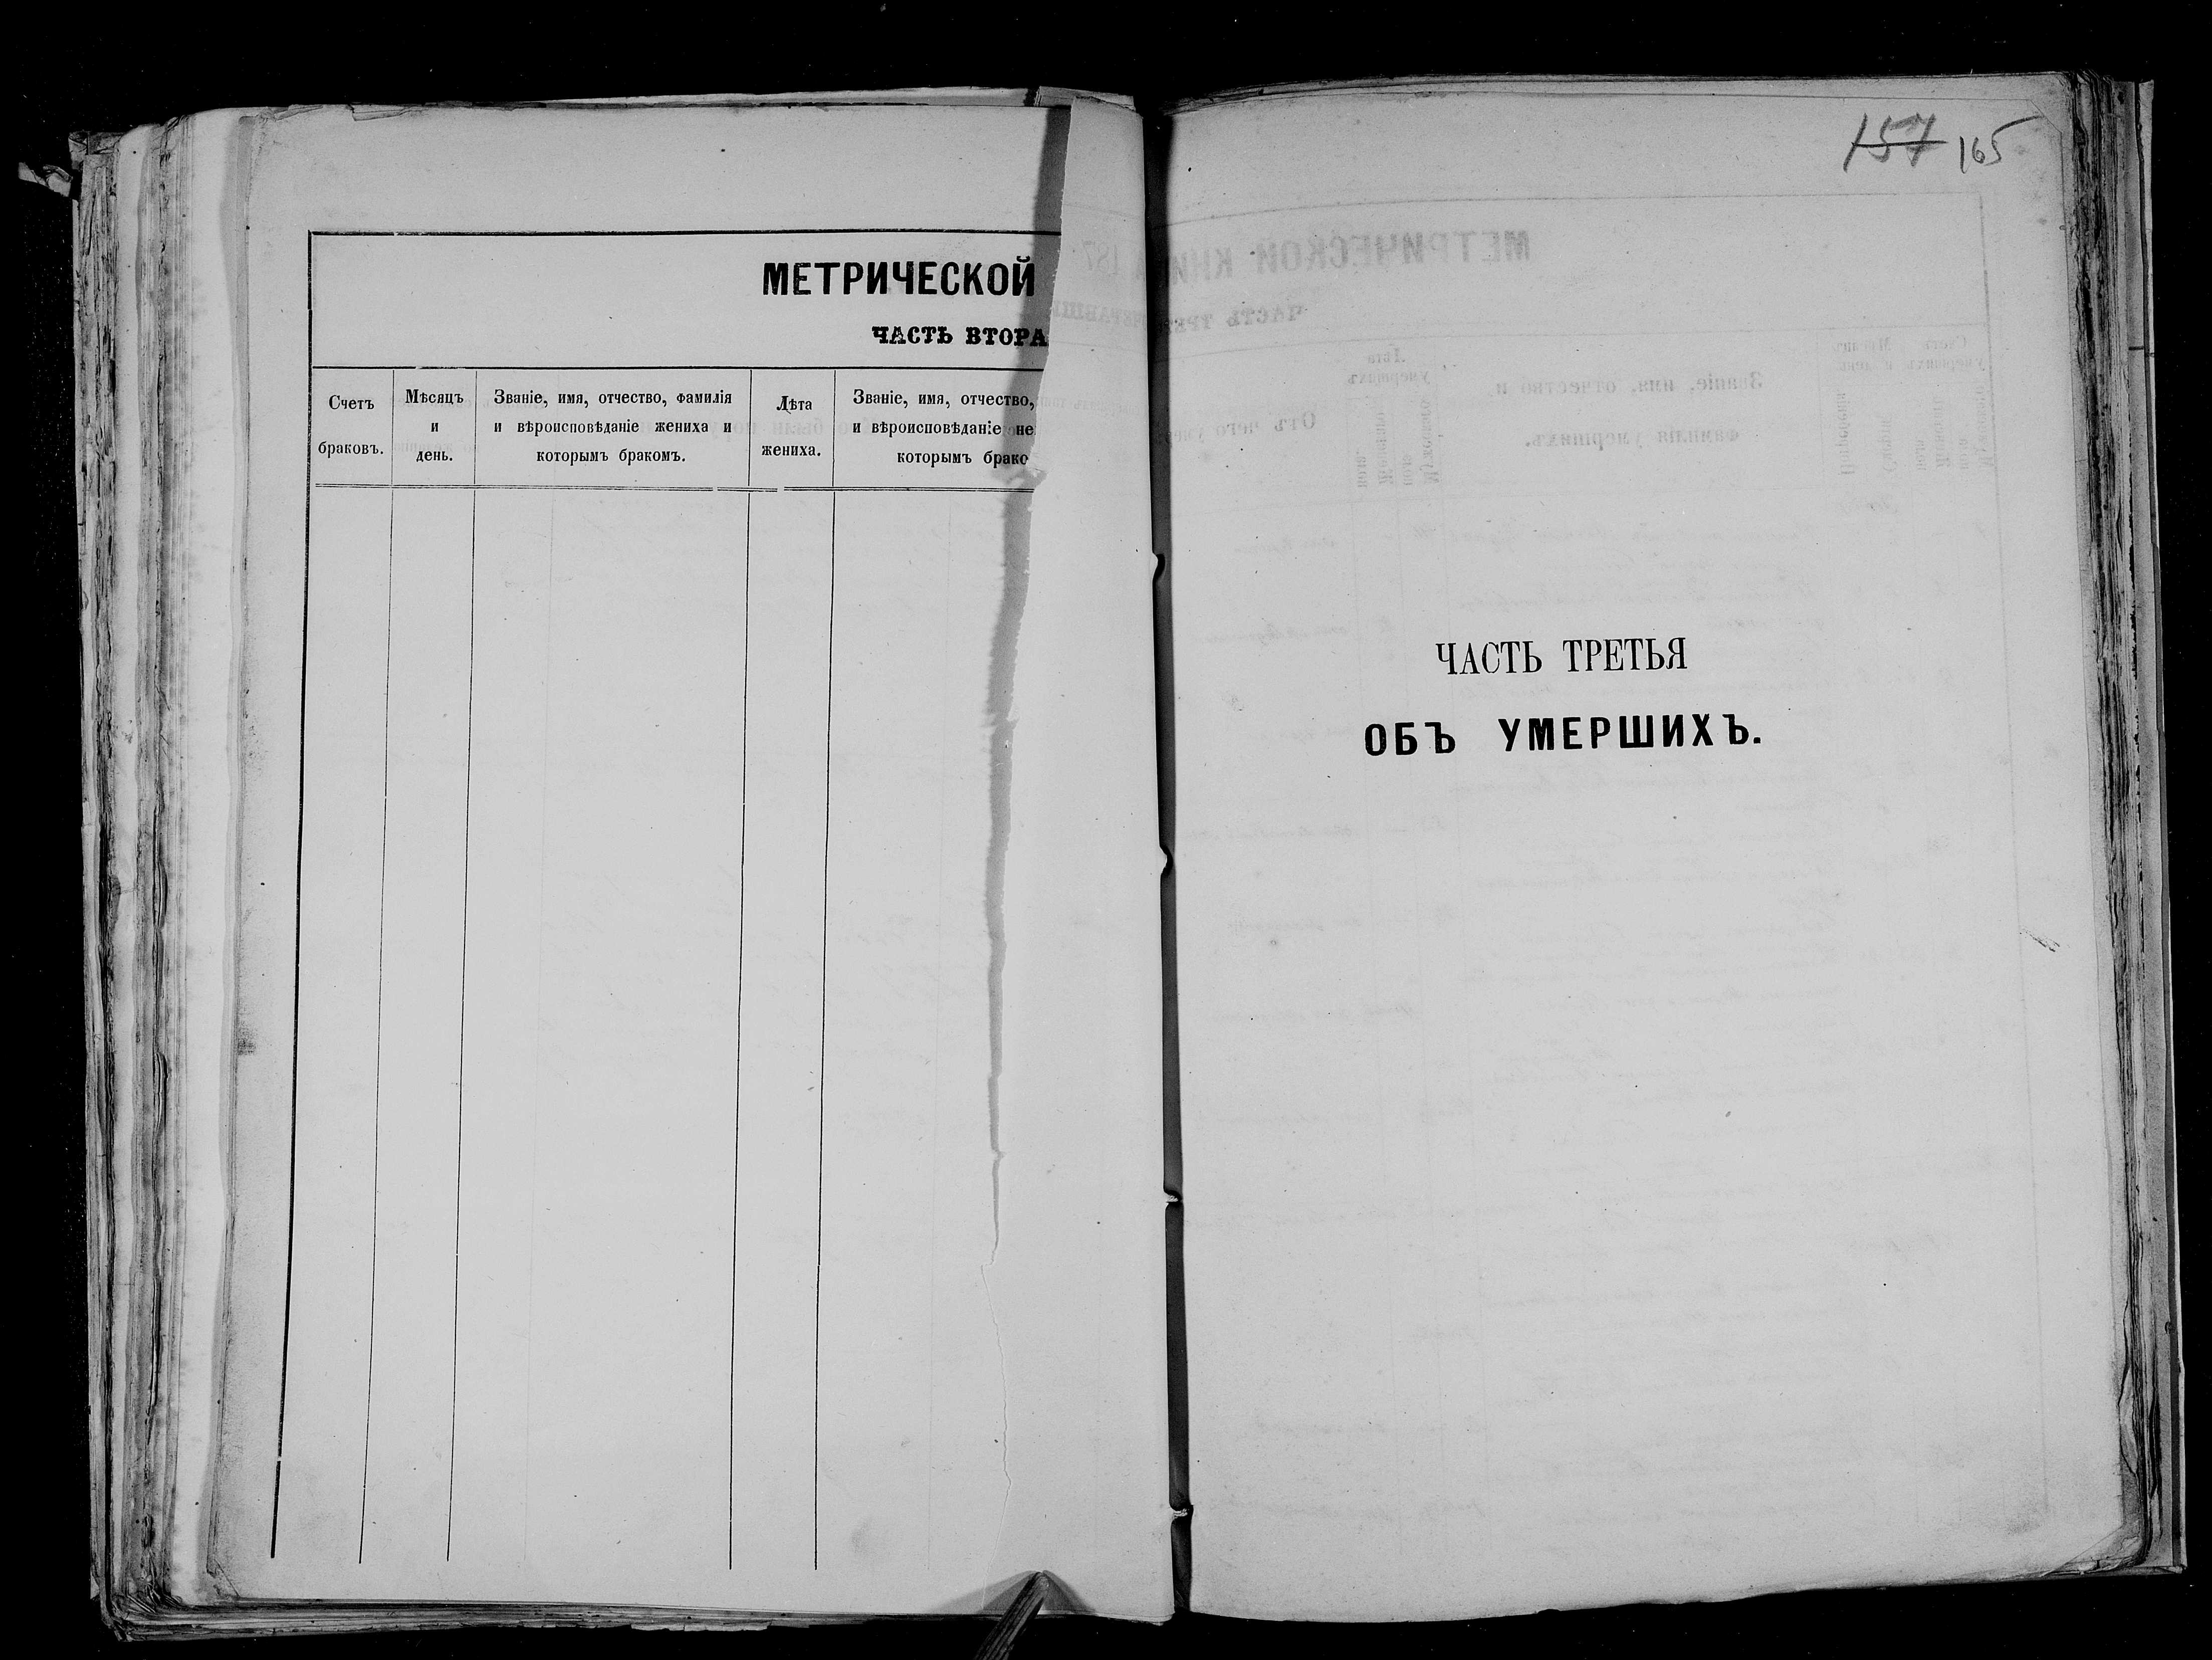 МЕТРИЧЕСКОЙ
ЧАСТЬ ВТОРА
Счетъ
браковъ.
Мѣсяцъ
и
день.
Званіе, имя, отчество, фамилія
и вѣроисповѣданіе жениха и
которымъ бракомъ.
Лѣта
жениха.
Званіе, имя, отчество,
и вѣроисповѣданіе не
которымъ брако
157 165
ЧАСТЬ ТРЕТЬЯ
ОБЪ УМЕРШИХЪ.